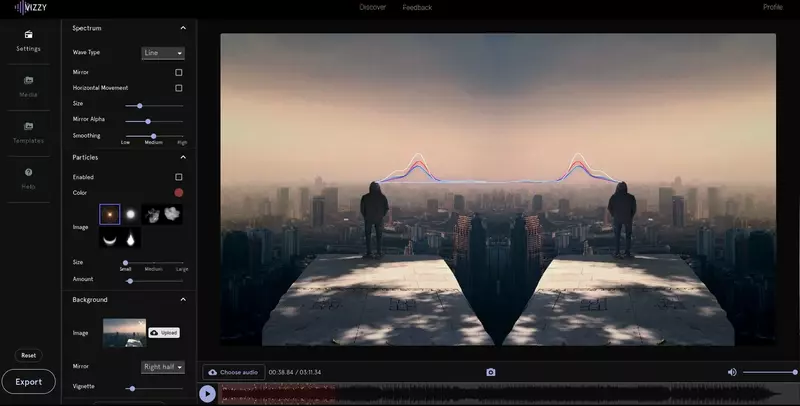 VIZZY
Discover
Feedback
Profile
Settings
Media
Templates
Help
Reset
Export
Spectrum
Wave Type
Line
Mirror
Horizontal Movement
Size
Mirror Alpha
Smoothing
Low Medium High
Particles
Enabled
Color
Image
Size
Small Medium Large
Amount
Background
Image
Upload
Mirror
Right half
Vignette
Choose audio
00:38.84 / 03:11.34